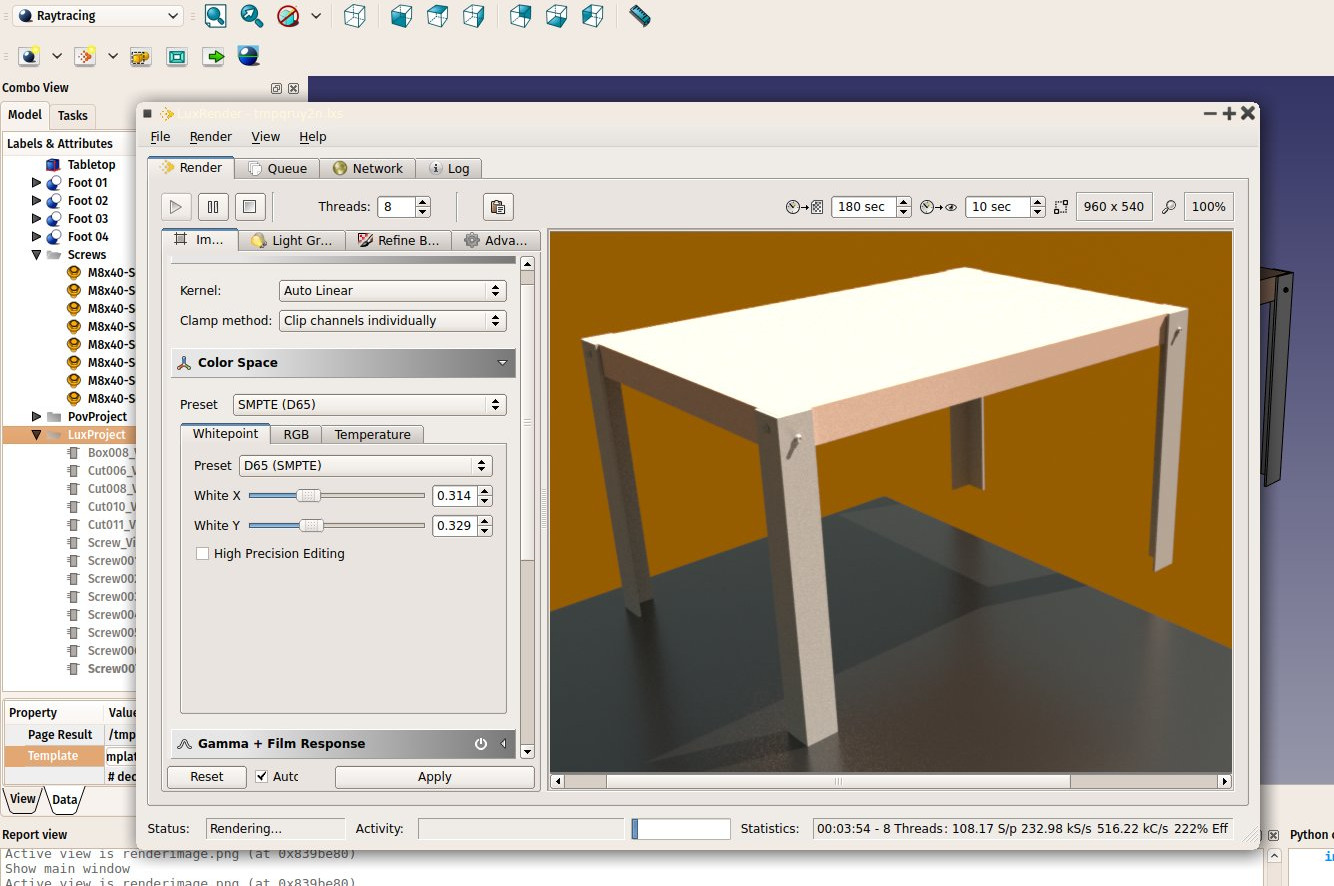 Raytracing
Combo View
Model
Tasks
Labels & Attributes
Tabletop
Foot 01
Foot 02
Foot 03
Foot 04
Screws
M8x40-S
M8x40-S
M8x40-S
M8x40-S
M8x40-S
M8x40-S
M8x40-S
M8x40-S
PovProject
LuxProject
Box008_V
Cut006_V
Cut008_V
Cut010_V
Cut011_V
Screw_Vi
Screw00
Screw00
Screw00
Screw00
Screw00
Screw00
Screw00
Property
Value
Page Result
/tmp
Template
mplat
# dec
View
Data
Report view
Active view is renderimage.png (at 0x839be80)
Show main window
Active view is renderimage.png (at 0x839be80)
Python c
LuxRender
File
Render
View
Help
Render
Queue
Network
Log
Threads:
8
180 sec
10 sec
960 x 540
100%
Im...
Light Gr...
Refine B...
Adva...
Kernel:
Auto Linear
Clamp method:
Clip channels individually
Color Space
Preset
SMPTE (D65)
Whitepoint
RGB
Temperature
Preset
D65 (SMPTE)
White X
0.314
White Y
0.329
High Precision Editing
Gamma + Film Response
Reset
Auto
Apply
Status:
Rendering...
Activity:
Statistics:
00:03:54 - 8 Threads: 108.17 S/p 232.98 kS/s 516.22 kC/s 222% Eff